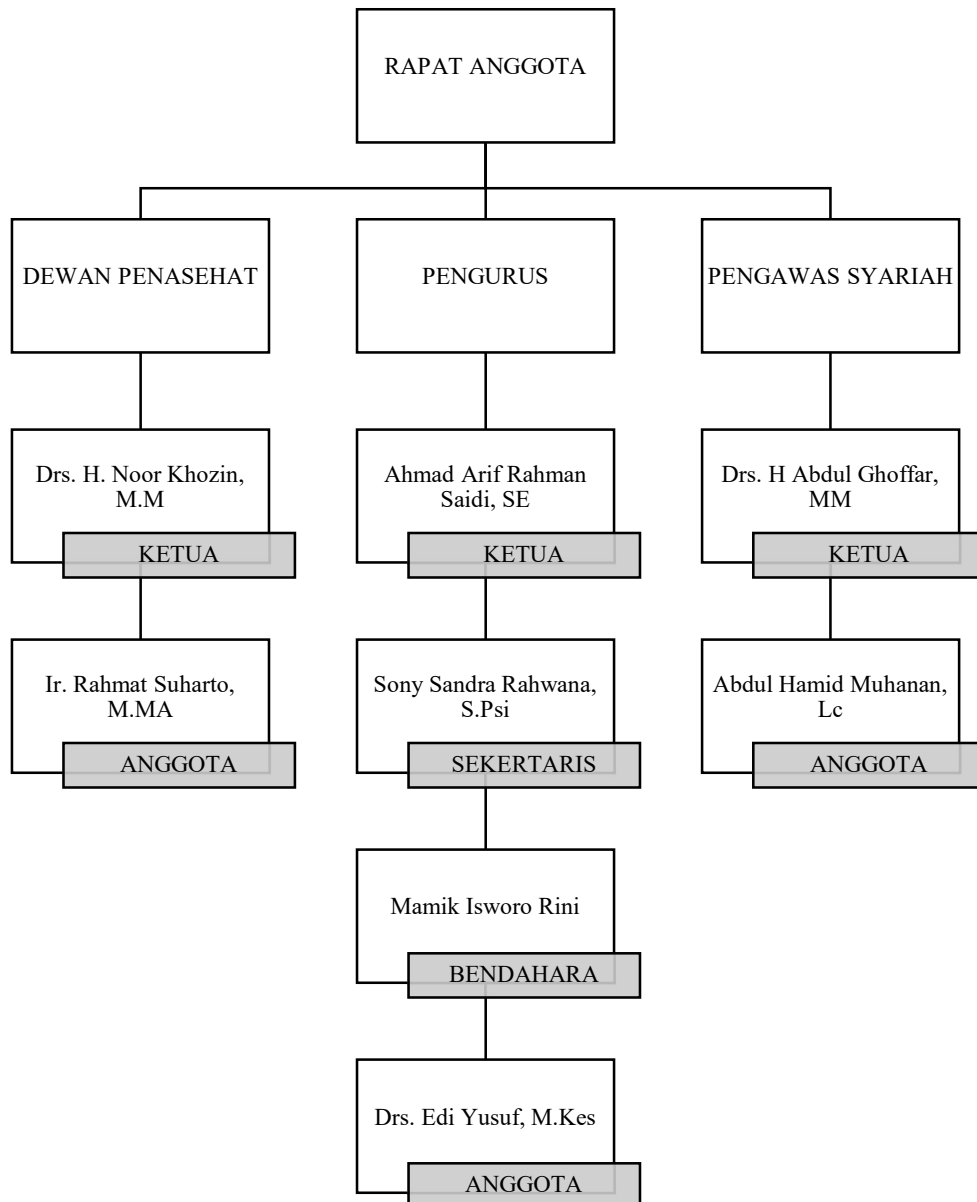 RAPAT ANGGOTA
DEWAN PENASEHAT
PENGURUS
PENGAWAS SYARIAH
Drs. H. Noor Khozin,
M.M
KETUA
Ahmad Arif Rahman
Saidi, SE
KETUA
Drs. H Abdul Ghoffar,
MM
KETUA
Ir. Rahmat Suharto,
M.MA
ANGGOTA
Sony Sandra Rahwana,
S.Psi
SEKERTARIS
Abdul Hamid Muhanan,
Lc
ANGGOTA
Mamik Isworo Rini
BENDAHARA
Drs. Edi Yusuf, M.Kes
ANGGOTA